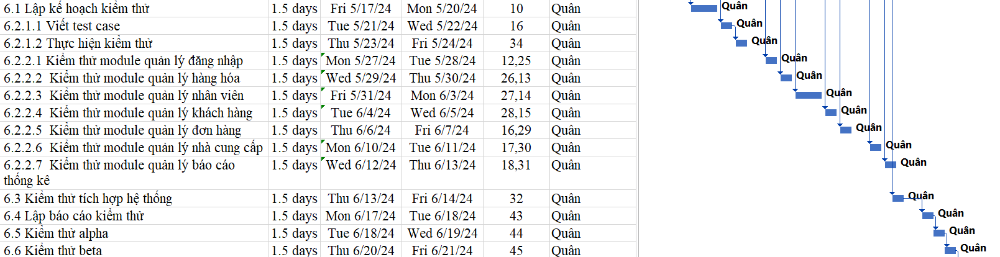 6.1 Lập kế hoạch kiểm thử 1.5 days Fri 5/17/24 Mon 5/20/24 10 Quân Quân
6.2.1.1 Viết test case 1.5 days Tue 5/21/24 Wed 5/22/24 16 Quân Quân
6.2.1.2 Thực hiện kiểm thử 1.5 days Thu 5/23/24 Fri 5/24/24 34 Quân Quân
6.2.2.1 Kiểm thử module quản lý đăng nhập 1.5 days Mon 5/27/24 Tue 5/28/24 12,25 Quân Quân
6.2.2.2 Kiểm thử module quản lý hàng hóa 1.5 days Wed 5/29/24 Thu 5/30/24 26,13 Quân Quân
6.2.2.3 Kiểm thử module quản lý nhân viên 1.5 days Fri 5/31/24 Mon 6/3/24 27,14 Quân Quân
6.2.2.4 Kiểm thử module quản lý khách hàng 1.5 days Tue 6/4/24 Wed 6/5/24 28,15 Quân Quân
6.2.2.5 Kiểm thử module quản lý đơn hàng 1.5 days Thu 6/6/24 Fri 6/7/24 16,29 Quân Quân
6.2.2.6 Kiểm thử module quản lý nhà cung cấp 1.5 days Mon 6/10/24 Tue 6/11/24 17,30 Quân Quân
6.2.2.7 Kiểm thử module quản lý báo cáo 1.5 days Wed 6/12/24 Thu 6/13/24 18,31 Quân Quân
thống kê
6.3 Kiểm thử tích hợp hệ thống 1.5 days Thu 6/13/24 Fri 6/14/24 32 Quân Quân
6.4 Lập báo cáo kiểm thử 1.5 days Mon 6/17/24 Tue 6/18/24 43 Quân Quân
6.5 Kiểm thử alpha 1.5 days Tue 6/18/24 Wed 6/19/24 44 Quân Quân
6.6 Kiểm thử beta 1.5 days Thu 6/20/24 Fri 6/21/24 45 Quân Quân